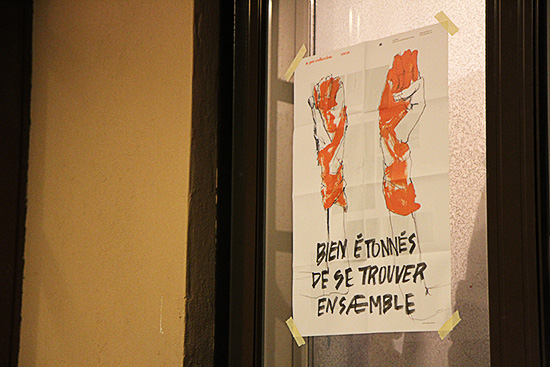 BIEN ÉTONNÉS
DE SE TROUVER
ENSÆMBLE